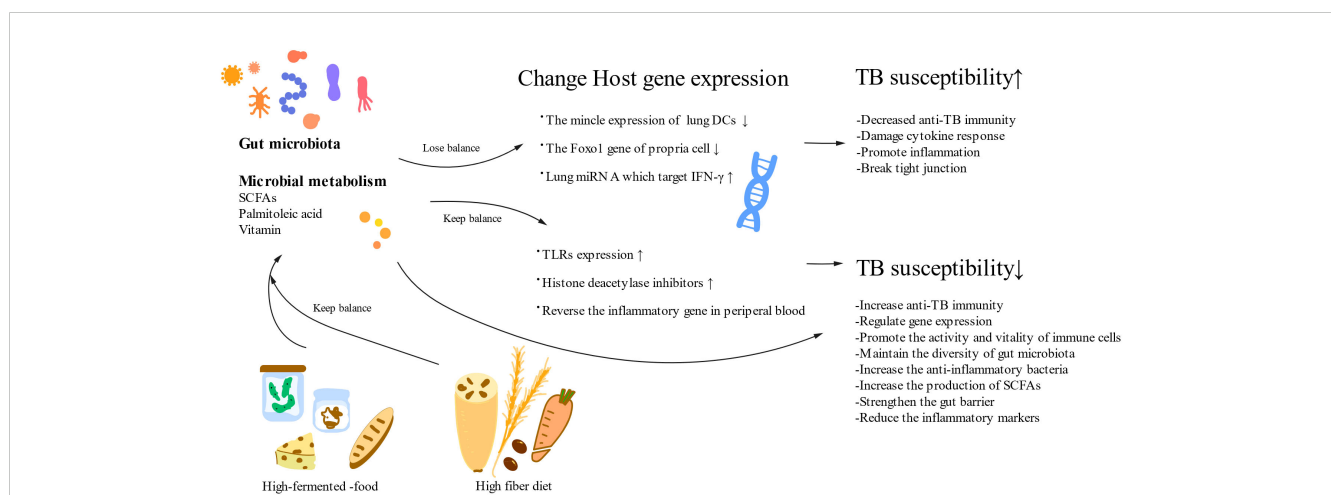 Gut microbiota
Microbial metabolism
SCFAs
Palmitoleic acid
Vitamin
Lose balance
Keep balance
Keep balance
High-fermented -food
High fiber diet
Change Host gene expression
•The mincle expression of lung DCs ↓
•The Foxo1 gene of propria cell ↓
•Lung miRN A which target IFN-γ ↑
•TLRs expression ↑
•Histone deacetylase inhibitors ↑
•Reverse the inflammatory gene in periperal blood
TB susceptibility↑
-Decreased anti-TB immunity
-Damage cytokine response
-Promote inflammation
-Break tight junction
TB susceptibility↓
-Increase anti-TB immunity
-Regulate gene expression
-Promote the activity and vitality of immune cells
-Maintain the diversity of gut microbiota
-Increase the anti-inflammatory bacteria
-Increase the production of SCFAs
-Strengthen the gut barrier
-Reduce the inflammatory markers